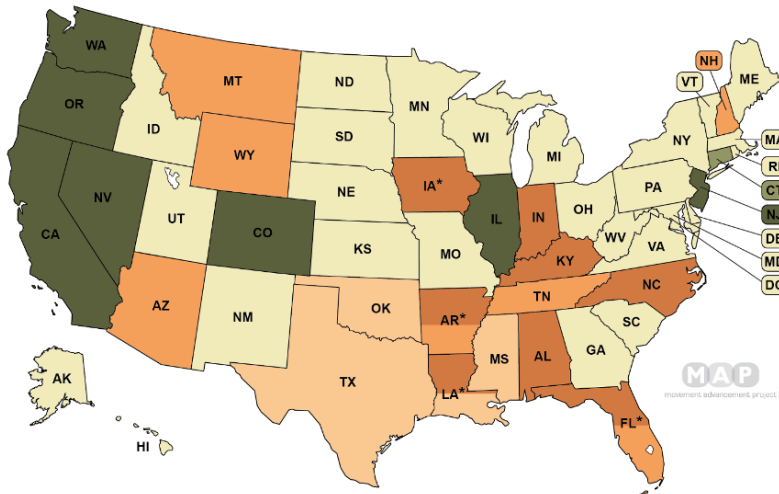 WA
OR
CA
NV
ID
MT
WY
UT
CO
AZ
NM
ND
SD
NE
KS
OK
TX
MN
IA*
MO
AR*
LA*
WI
IL
MS
MI
IN
KY
TN
AL
OH
WV
VA
NC
SC
GA
FL*
PA
NY
VT
NH
ME
MA
CT
NJ
DE
MD
AK
HI
MAP
movement advancement project